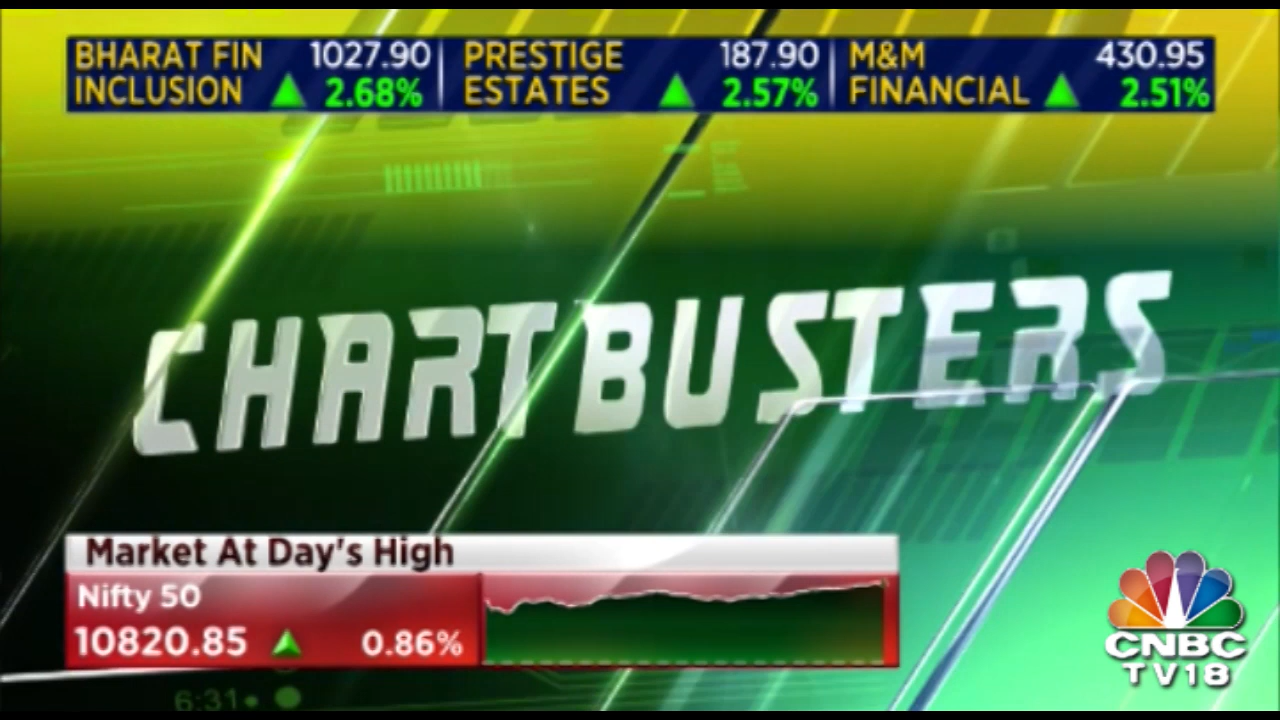 BHARAT FIN 1027.90
INCLUSION ▲ 2.68%
PRESTIGE 187.90
ESTATES ▲ 2.57%
M&M 430.95
FINANCIAL ▲ 2.51%
CHARTBUSTERS
Market At Day's High
Nifty 50
10820.85 ▲ 0.86%
CNBC
TV18
6:31